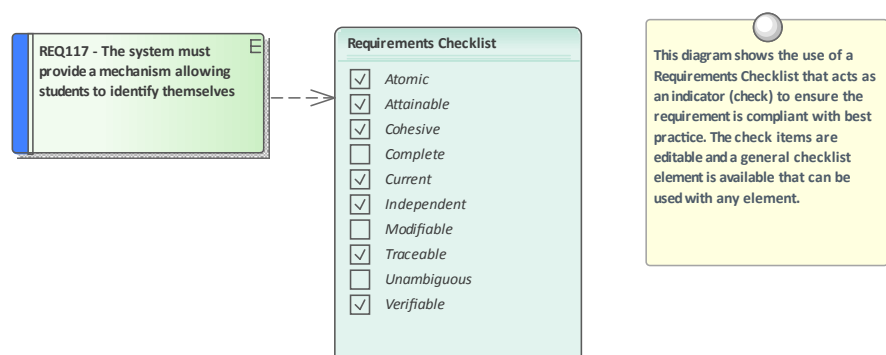 REQ117 - The system must
provide a mechanism allowing
students to identify themselves
E
Requirements Checklist
Atomic
Attainable
Cohesive
Complete
Current
Independent
Modifiable
Traceable
Unambiguous
Verifiable
This diagram shows the use of a
Requirements Checklist that acts as
an indicator (check) to ensure the
requirement is compliant with best
practice. The check items are
editable and a general checklist
element is available that can be
used with any element.